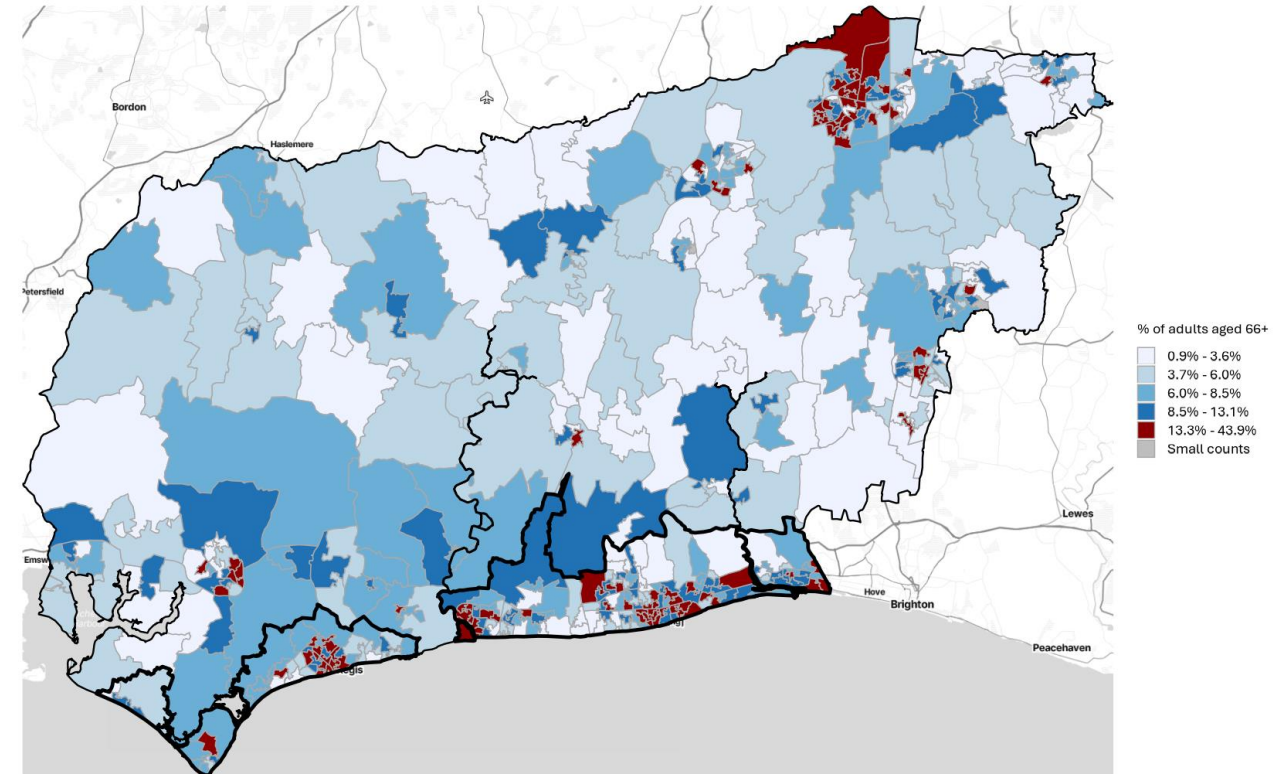 Bordon
Haslemere
Petersfield
Emsw
Lewes
Hove
Brighton
Peacehaven
egis
% of adults aged 66+
0.9% - 3.6%
3.7% - 6.0%
6.0% - 8.5%
8.5% - 13.1%
13.3% - 43.9%
Small counts